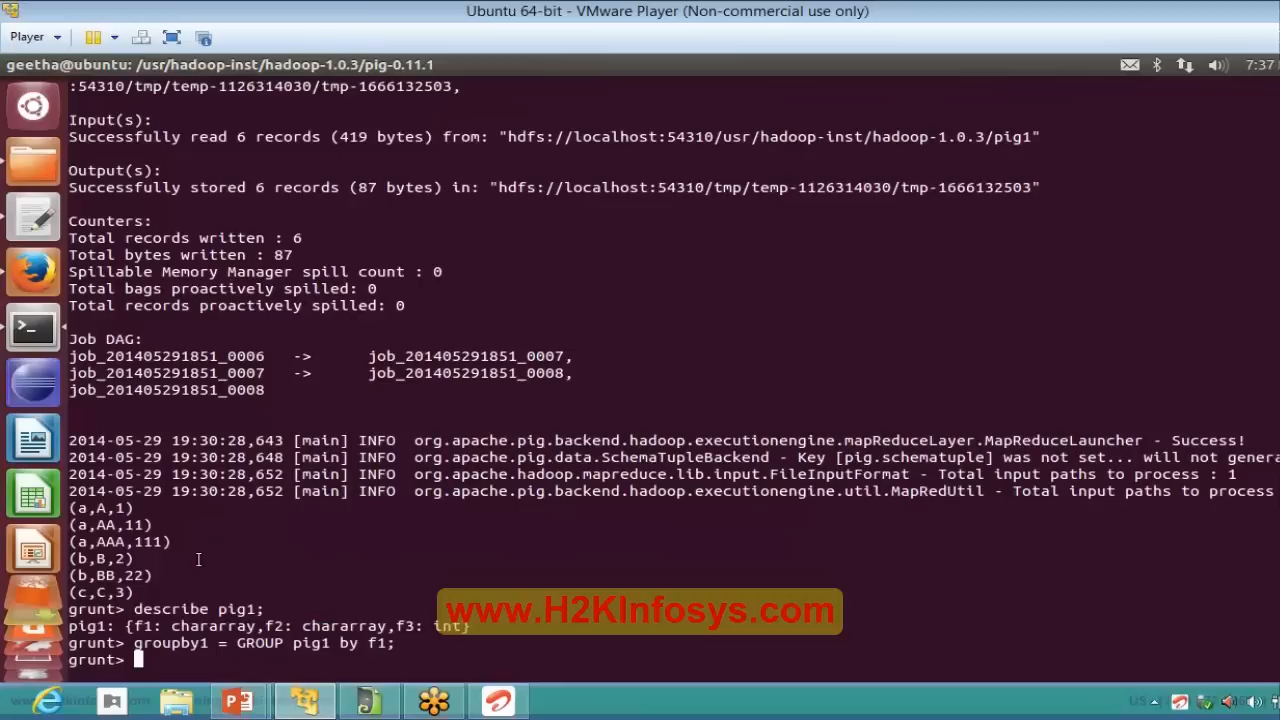 Ubuntu 64-bit - VMware Player (Non-commercial use only)
Player
geetha@ubuntu: /usr/hadoop-inst/hadoop-1.0.3/pig-0.11.1
7:37
:54310/tmp/temp-1126314030/tmp-1666132503,
Input(s):
Successfully read 6 records (419 bytes) from: "hdfs://localhost:54310/usr/hadoop-inst/hadoop-1.0.3/pig1"
Output(s):
Successfully stored 6 records (87 bytes) in: "hdfs://localhost:54310/tmp/temp-1126314030/tmp-1666132503"
Counters:
Total records written : 6
Total bytes written : 87
Spillable Memory Manager spill count : 0
Total bags proactively spilled: 0
Total records proactively spilled: 0
Job DAG:
job_201405291851_0006 -> job_201405291851_0007,
job_201405291851_0007 -> job_201405291851_0008,
job_201405291851_0008
2014-05-29 19:30:28,643 [main] INFO org.apache.pig.backend.hadoop.executionengine.mapReduceLayer.MapReduceLauncher - Success!
2014-05-29 19:30:28,648 [main] INFO org.apache.pig.data.SchemaTupleBackend - Key [pig.schematuple] was not set... will not genera
2014-05-29 19:30:28,652 [main] INFO org.apache.hadoop.mapreduce.lib.input.FileInputFormat - Total input paths to process : 1
2014-05-29 19:30:28,652 [main] INFO org.apache.pig.backend.hadoop.executionengine.util.MapRedUtil - Total input paths to process
(a,A,1)
(a,AA,11)
(a,AAA,111)
(b,B,2)
(b,BB,22)
(c,C,3)
grunt> describe pig1;
www.H2KInfosys.com
pig1: {f1: chararray,f2: chararray,f3: int}
grunt> groupby1 = GROUP pig1 by f1;
grunt>